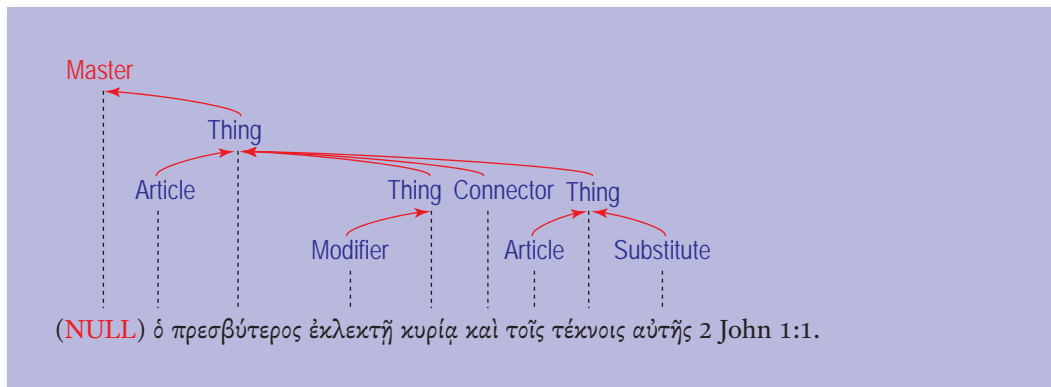 Master
Thing
Article Thing Connector Thing
Modifier Article Substitute
(NULL) ὁ πρεσβύτερος ἐκλεκτῇ κυρίᾳ καὶ τοῖς τέκνοις αὐτῆς 2 John 1:1.